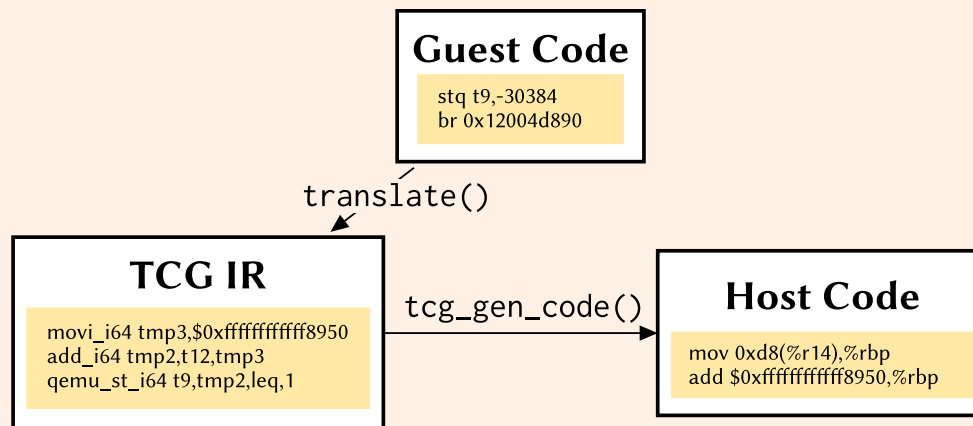 Guest Code
stq t9,-30384
br 0x12004d890
translate()
TCG IR
movi_i64 tmp3,$0xffffffffffff8950
add_i64 tmp2,t12,tmp3
qemu_st_i64 t9,tmp2,leq,1
tcg_gen_code()
Host Code
mov 0xd8(%r14),%rbp
add $0xffffffffffff8950,%rbp